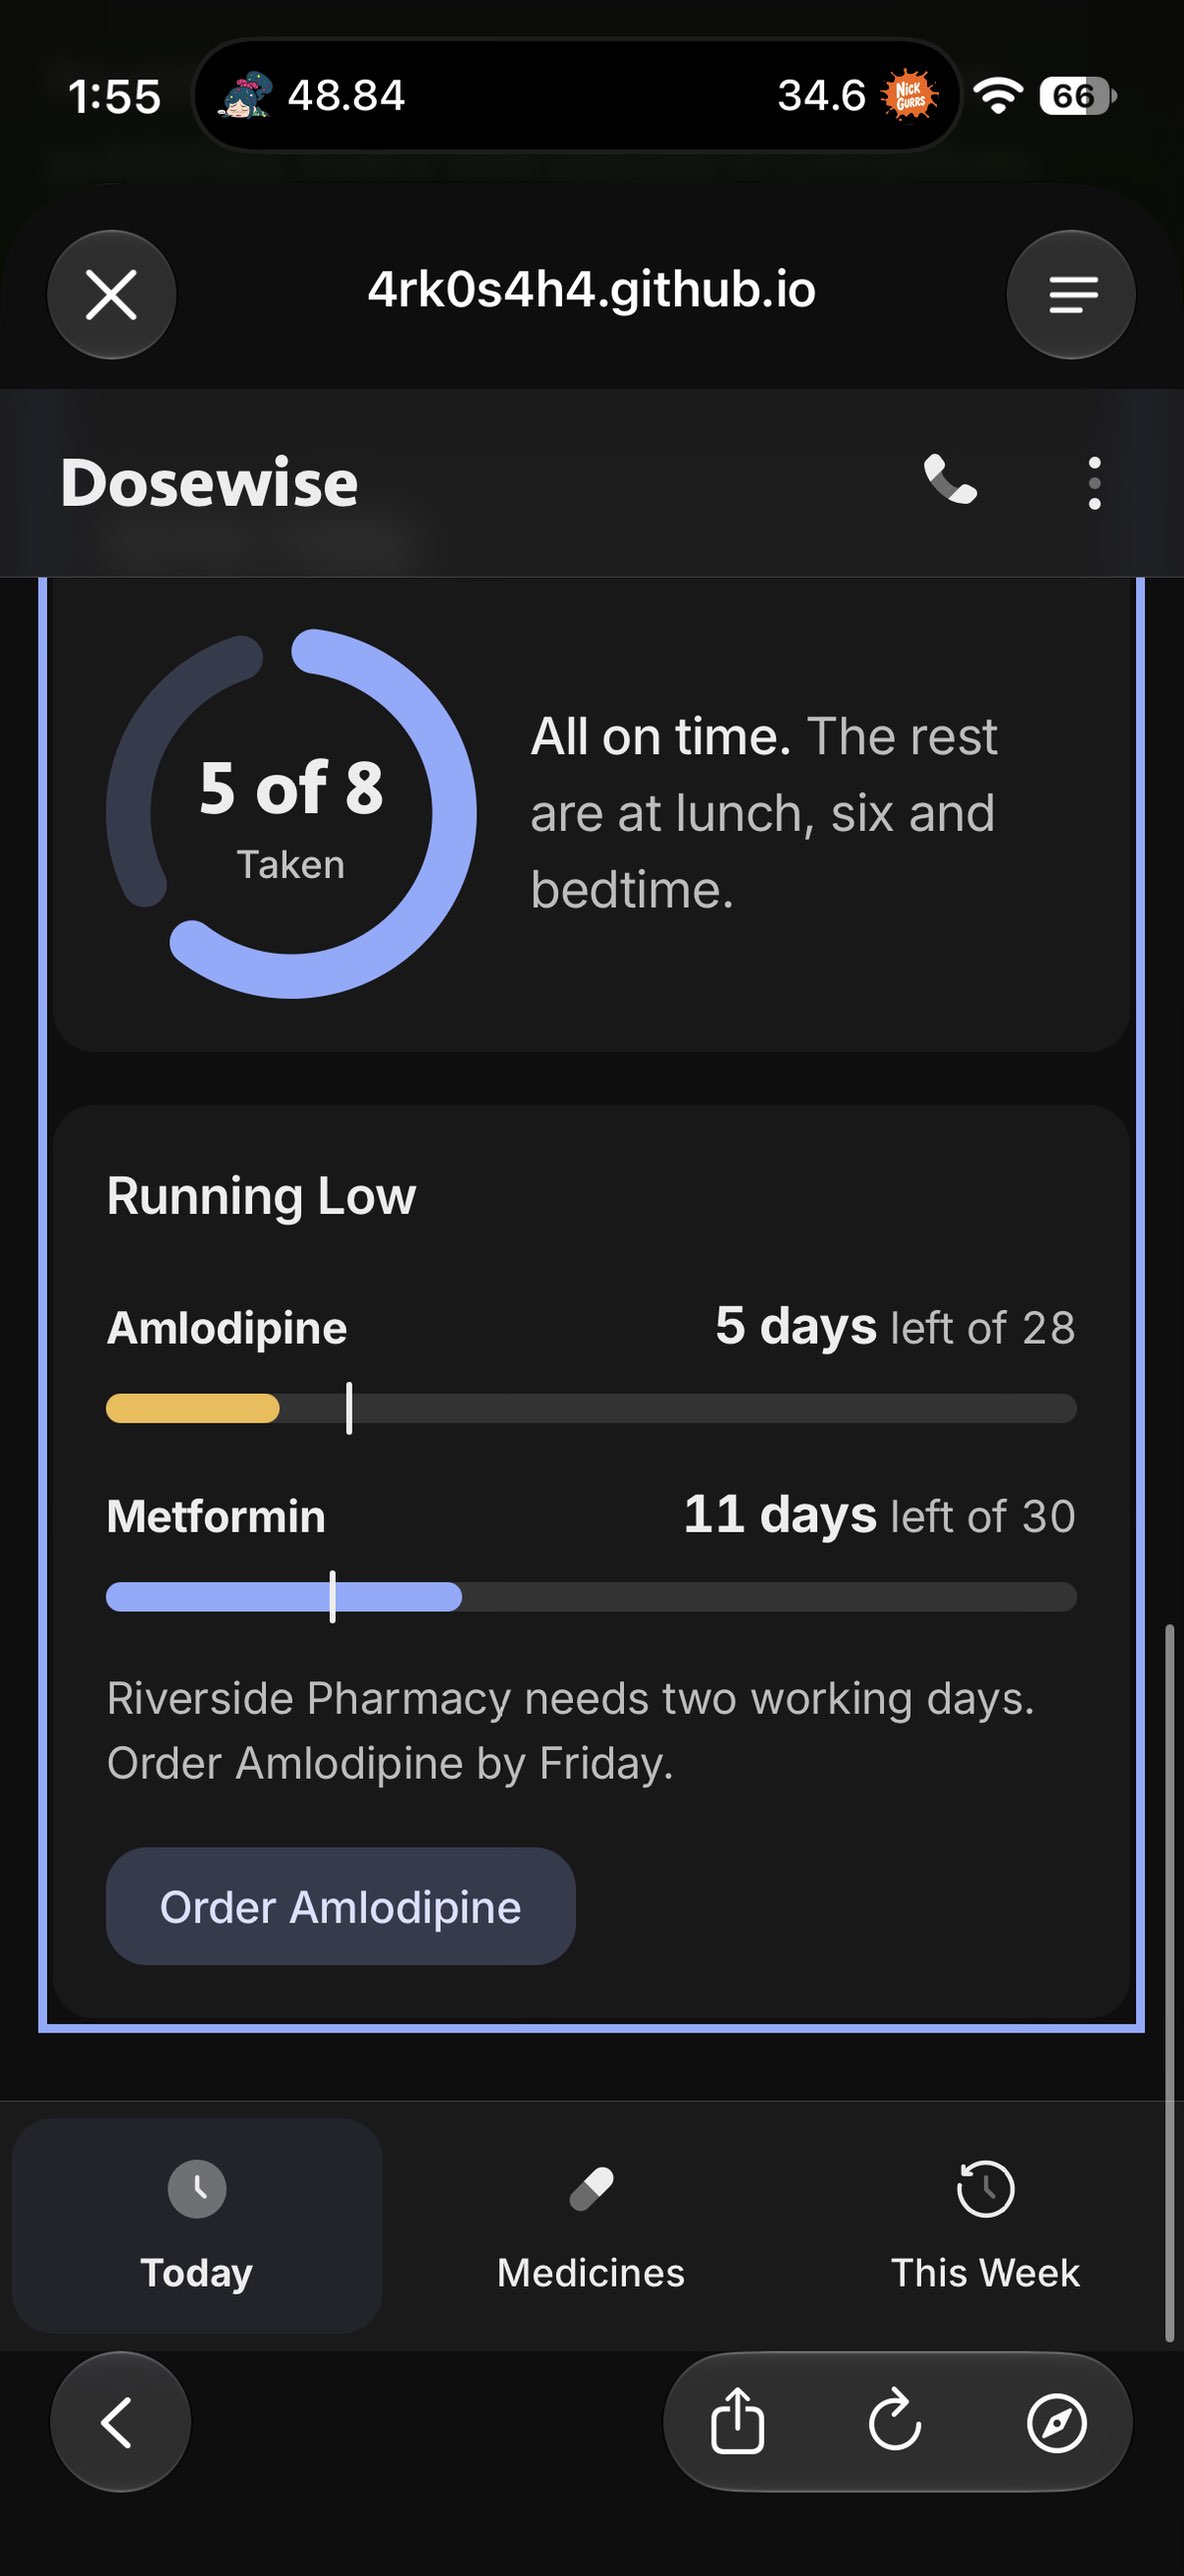 1:55
48.84
34.6
NICK GURRS
66
4rk0s4h4.github.io
Dosewise
5 of 8
Taken
All on time. The rest
are at lunch, six and
bedtime.
Running Low
Amlodipine
5 days left of 28
Metformin
11 days left of 30
Riverside Pharmacy needs two working days.
Order Amlodipine by Friday.
Order Amlodipine
Today
Medicines
This Week